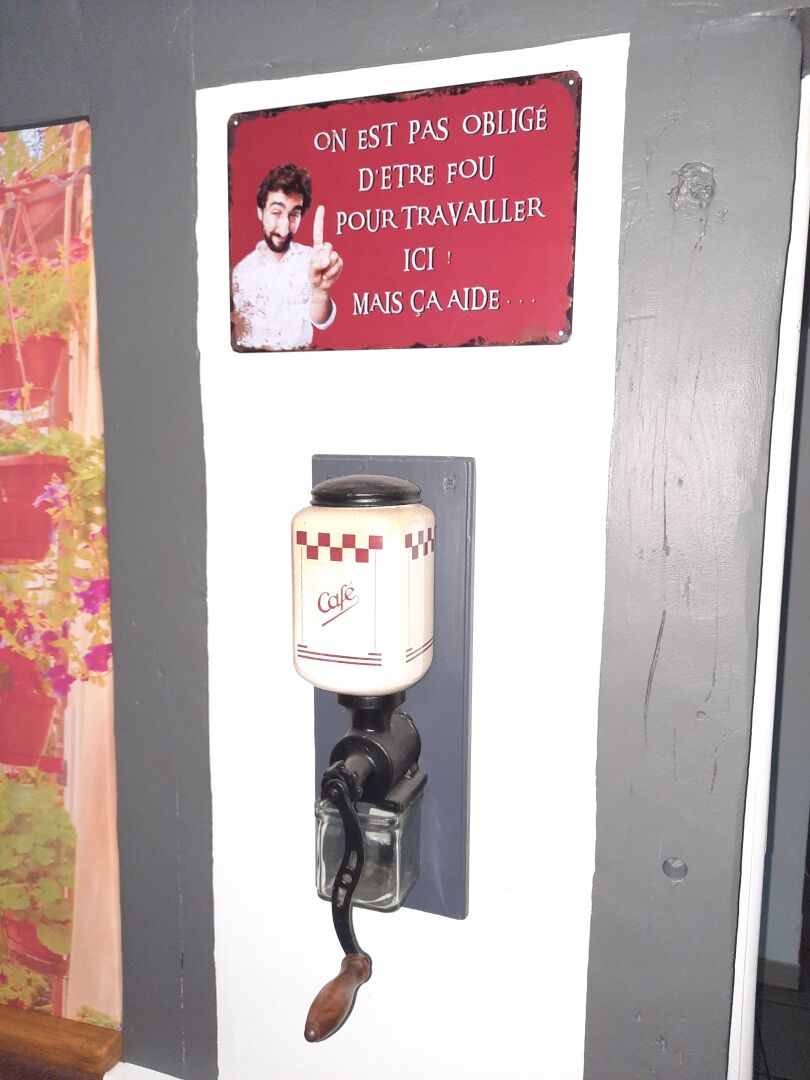 ON EST PAS OBLIGÉ
D'ETRE FOU
POUR TRAVAILLER
ICI !
MAIS ÇA AIDE...
Café